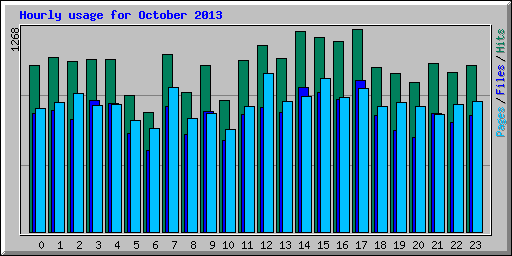 Hourly usage for October 2013
1268
Pages / Files / Hits
0 1 2 3 4 5 6 7 8 9 10 11 12 13 14 15 16 17 18 19 20 21 22 23